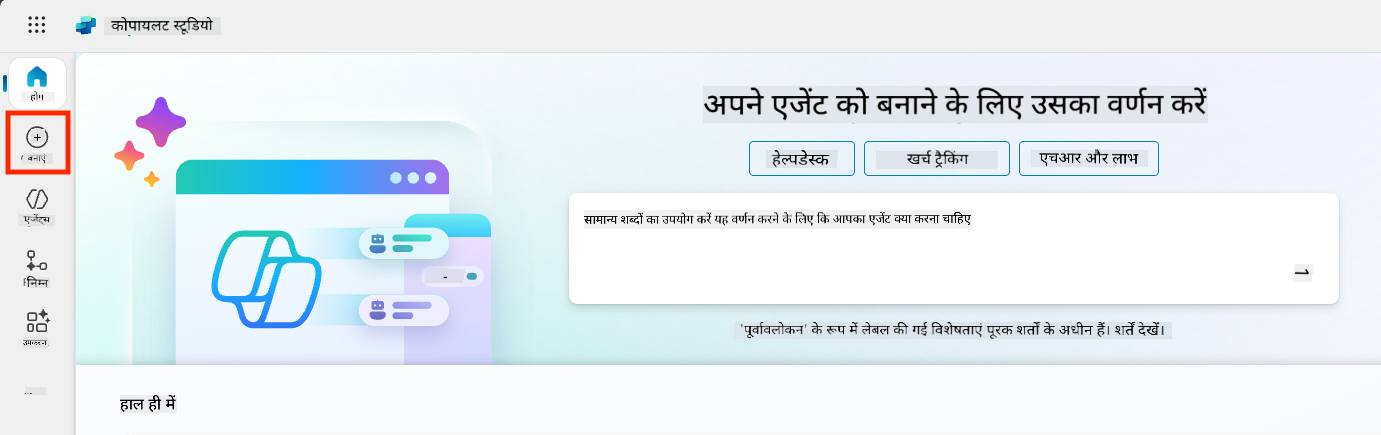 कोपायलट स्टूडियो
होम
बनाएं
एजेंट्स
निम्न
उपकरण
...
अपने एजेंट को बनाने के लिए उसका वर्णन करें
हेल्पडेस्क
खर्च ट्रैकिंग
एचआर और लाभ
सामान्य शब्दों का उपयोग करें यह वर्णन करने के लिए कि आपका एजेंट क्या करना चाहिए
'पूर्वावलोकन' के रूप में लेबल की गई विशेषताएं पूरक शर्तों के अधीन हैं। शर्तें देखें।
हाल ही में